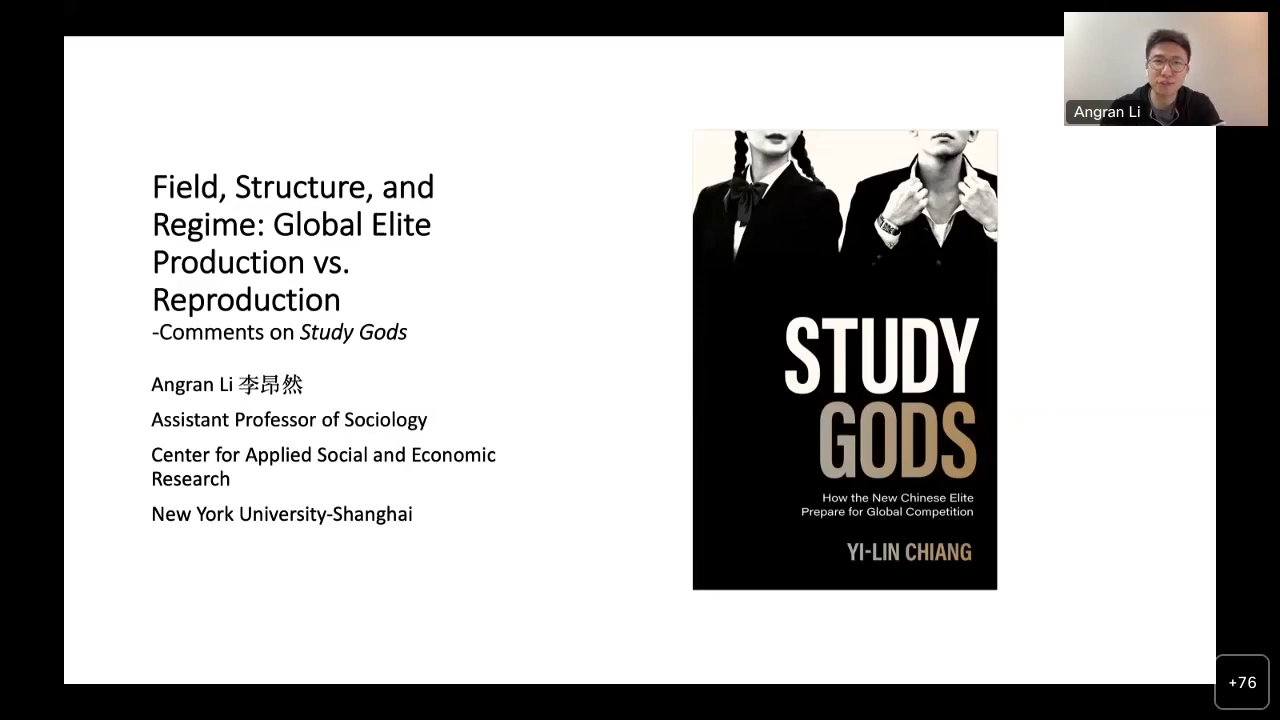 Field, Structure, and
Regime: Global Elite
Production vs.
Reproduction
-Comments on Study Gods
Angran Li 李昂然
Assistant Professor of Sociology
Center for Applied Social and Economic
Research
New York University-Shanghai
STUDY
GODS
How the New Chinese Elite
Prepare for Global Competition
YI-LIN CHIANG
Angran Li
+76